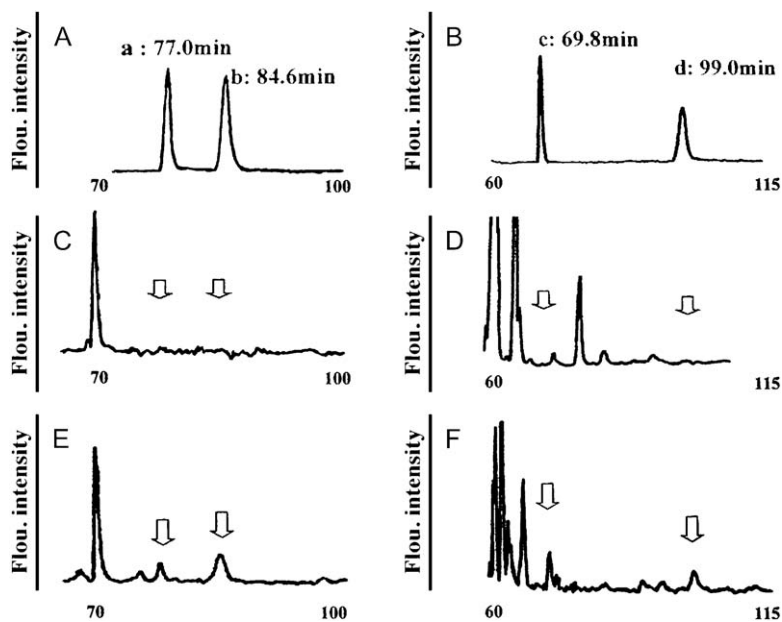 Flou. intensity
A
a : 77.0min
b: 84.6min
70
100
Flou. intensity
B
c: 69.8min
d: 99.0min
60
115
Flou. intensity
C
70
100
Flou. intensity
D
60
115
Flou. intensity
E
70
100
Flou. intensity
F
60
115